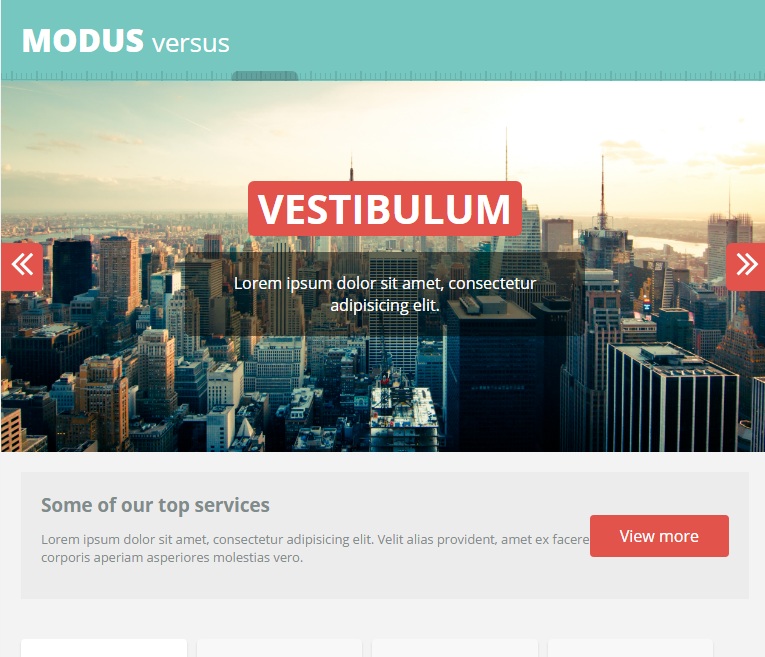 MODUS versus
VESTIBULUM
Lorem ipsum dolor sit amet, consectetur
adipisicing elit.
Some of our top services
Lorem ipsum dolor sit amet, consectetur adipisicing elit. Velit alias provident, amet ex facere
corporis aperiam asperiores molestias vero.
View more